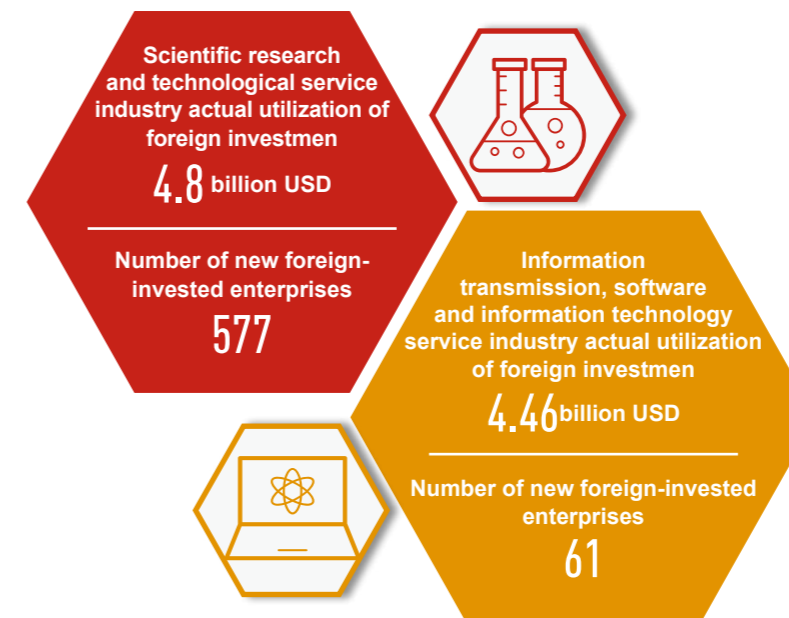 Scientific research
and technological service
industry actual utilization of
foreign investmen
4.8 billion USD
Number of new foreign-
invested enterprises
577
Information
transmission, software
and information technology
service industry actual utilization
of foreign investmen
4.46 billion USD
Number of new foreign-invested
enterprises
61